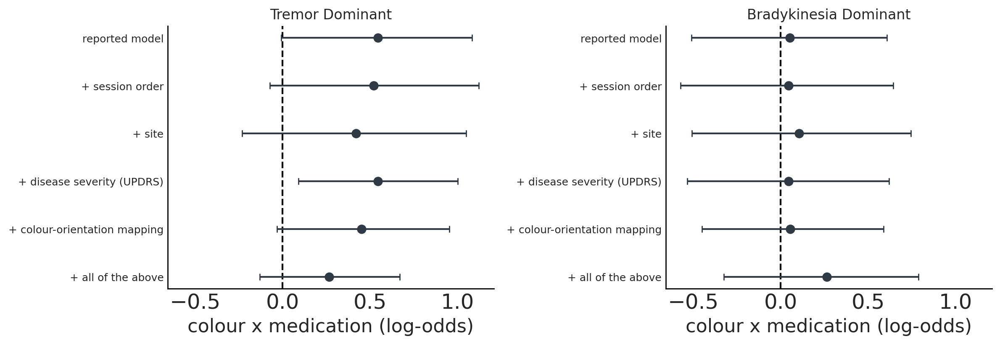 Tremor Dominant
reported model
+ session order
+ site
+ disease severity (UPDRS)
+ colour-orientation mapping
+ all of the above
−0.5 0.0 0.5 1.0
colour x medication (log-odds)
Bradykinesia Dominant
reported model
+ session order
+ site
+ disease severity (UPDRS)
+ colour-orientation mapping
+ all of the above
−0.5 0.0 0.5 1.0
colour x medication (log-odds)